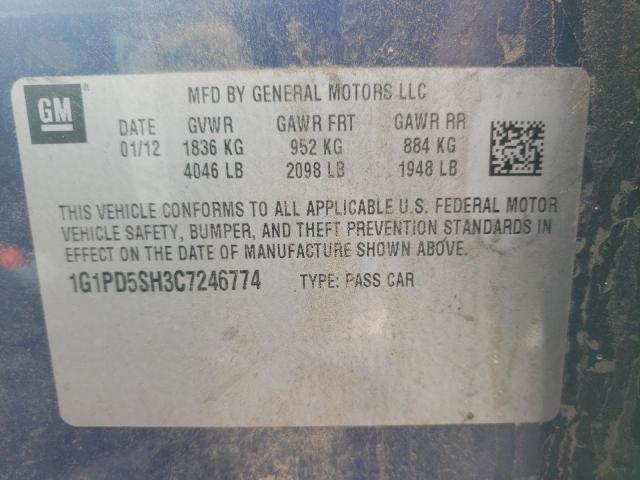 GM
MFD BY GENERAL MOTORS LLC
DATE GVWR GAWR FRT GAWR RR
01/12 1836 KG 952 KG 884 KG
4046 LB 2098 LB 1948 LB
THIS VEHICLE CONFORMS TO ALL APPLICABLE U.S. FEDERAL MOTOR
VEHICLE SAFETY, BUMPER, AND THEFT PREVENTION STANDARDS IN
EFFECT ON THE DATE OF MANUFACTURE SHOWN ABOVE.
1G1PD5SH3C7246774 TYPE: PASS CAR